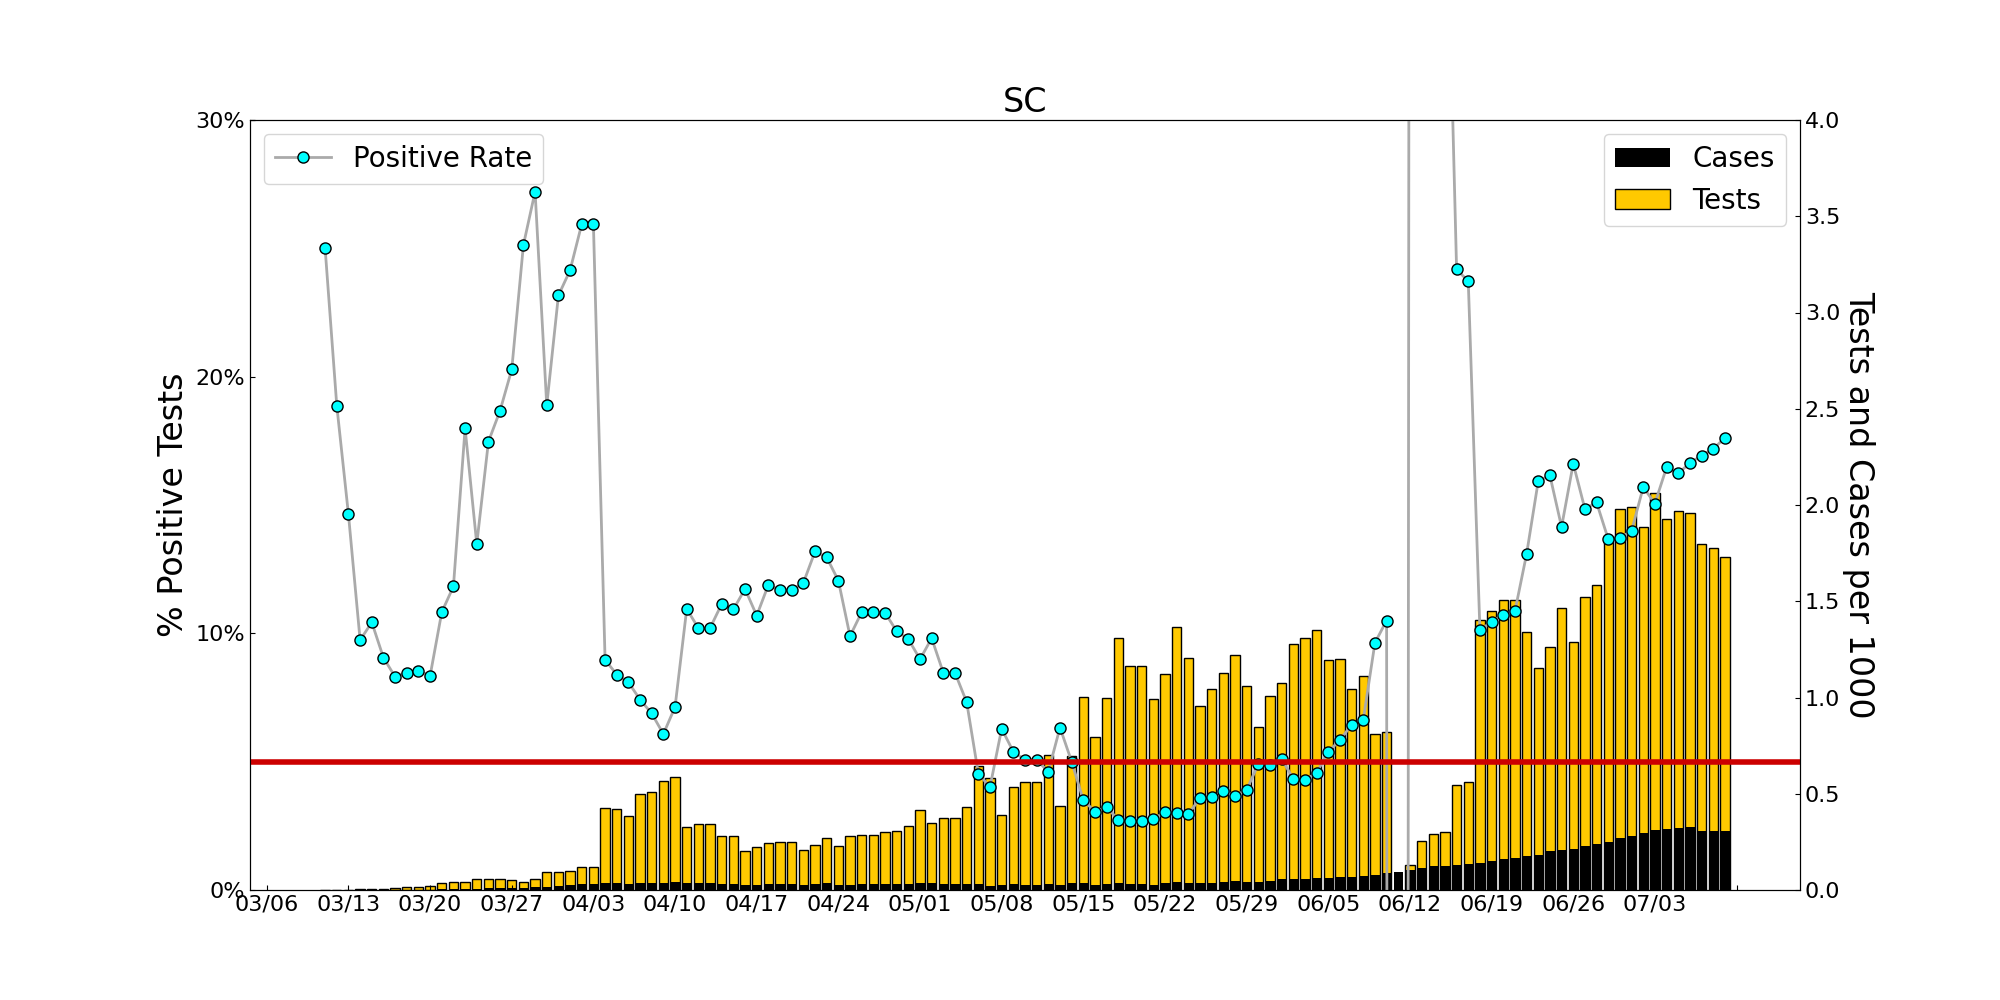 SC
30%
20%
10%
0%
% Positive Tests
Positive Rate
Cases
Tests
4.0
3.5
3.0
2.5
2.0
1.5
1.0
0.5
0.0
Tests and Cases per 1000
03/06 03/13 03/20 03/27 04/03 04/10 04/17 04/24 05/01 05/08 05/15 05/22 05/29 06/05 06/12 06/19 06/26 07/03